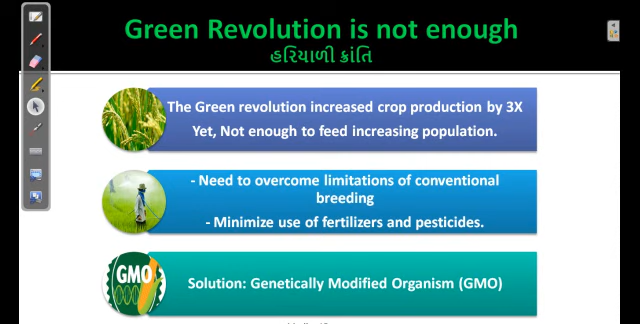 Green Revolution is not enough
હરિયાળી ક્રાંતિ
The Green revolution increased crop production by 3X
Yet, Not enough to feed increasing population.
- Need to overcome limitations of conventional
breeding
- Minimize use of fertilizers and pesticides.
GMO
Solution: Genetically Modified Organism (GMO)